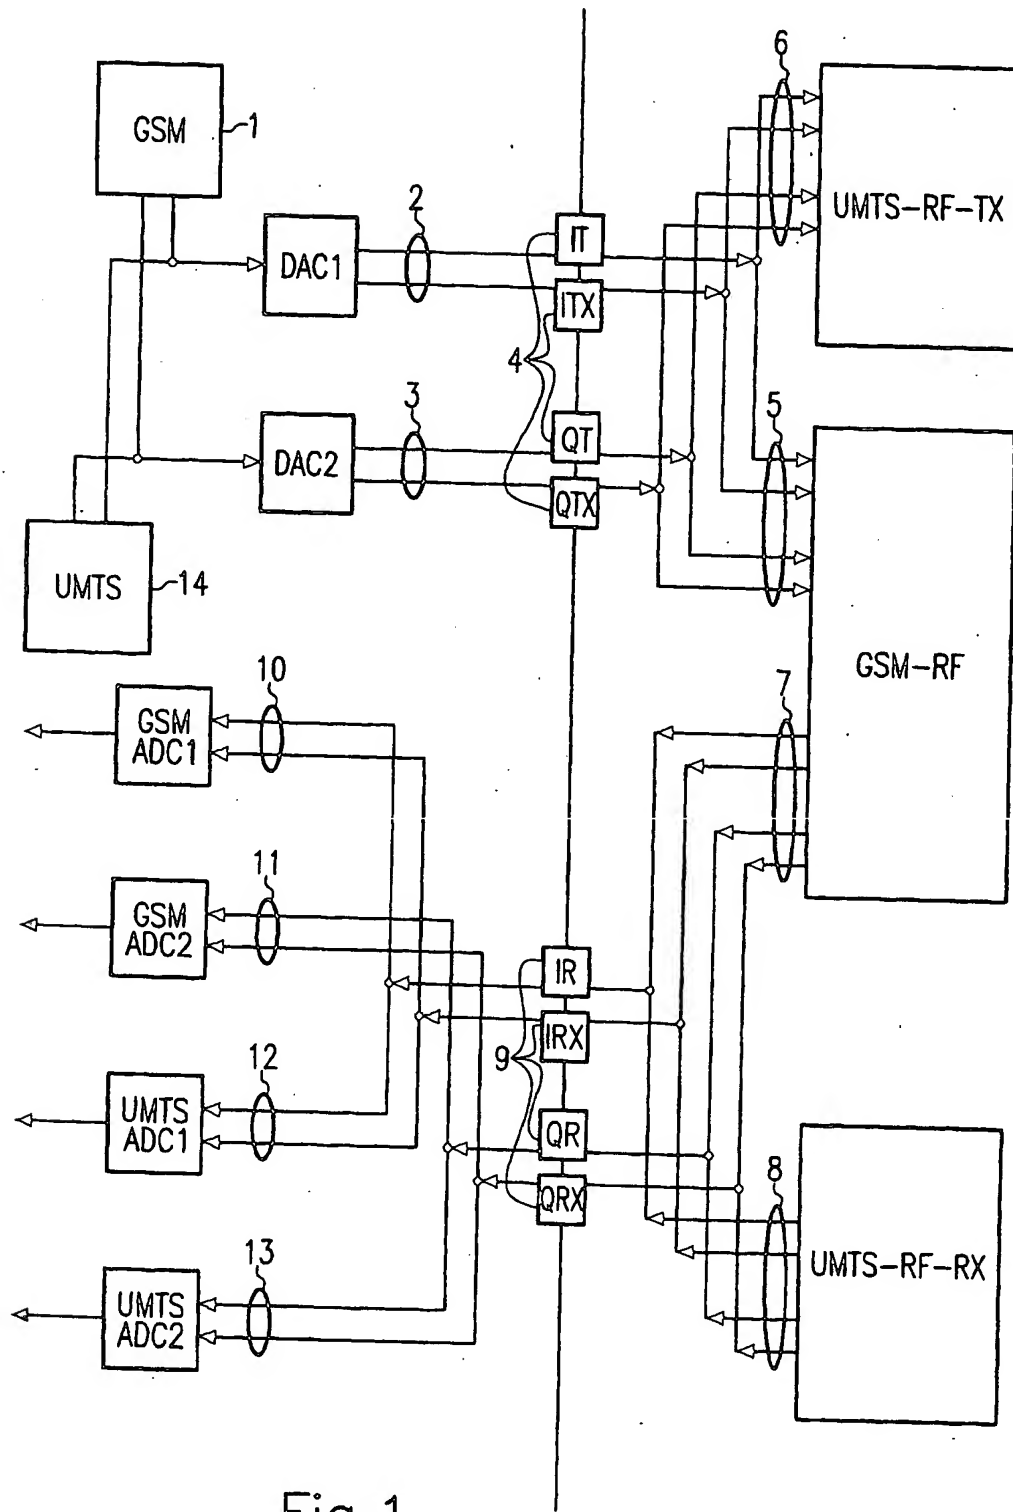 6
GSM
1
UMTS-RF-TX
2
IT
DAC1
ITX
4
3
5
QT
DAC2
QTX
UMTS
14
GSM-RF
10
7
GSM
ADC1
11
GSM
ADC2
IR
IRX
9
12
UMTS
ADC1
QR
8
QRX
13
UMTS-RF-RX
UMTS
ADC2
Fig. 1